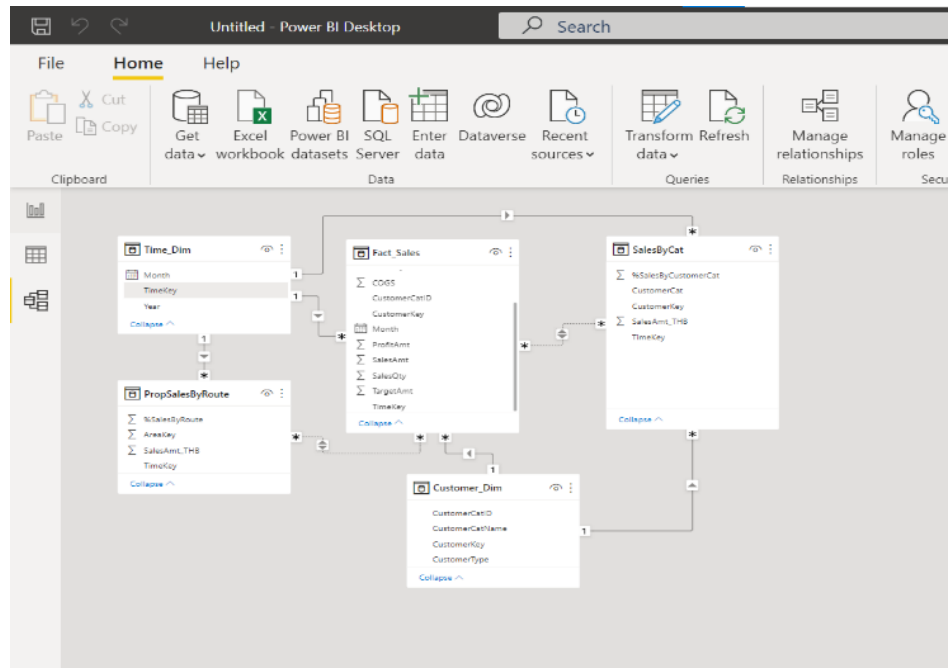 Untitled - Power BI Desktop
Search
File Home Help
Paste
Cut
Copy
Get data
Excel workbook
Power BI datasets
SQL Server
Enter data
Dataverse
Recent sources
Transform data
Refresh
Manage relationships
Manage roles
Clipboard
Data
Queries
Relationships
Secu
Time_Dim
Month
TimeKey
Year
Collapse
1
1
1
*
Fact_Sales
COGS
CustomerCatID
CustomerKey
Month
ProfitAmt
SalesAmt
SalesQty
TargetAmt
TimeKey
Collapse
*
*
*
*
SalesByCat
%SalesByCustomerCat
CustomerCat
CustomerKey
SalesAmt_THB
TimeKey
Collapse
*
*
*
PropSalesByRoute
%SalesByRoute
AreaKey
SalesAmt_THB
TimeKey
Collapse
*
Customer_Dim
CustomerCatID
CustomerCatName
CustomerKey
CustomerType
Collapse
1
1